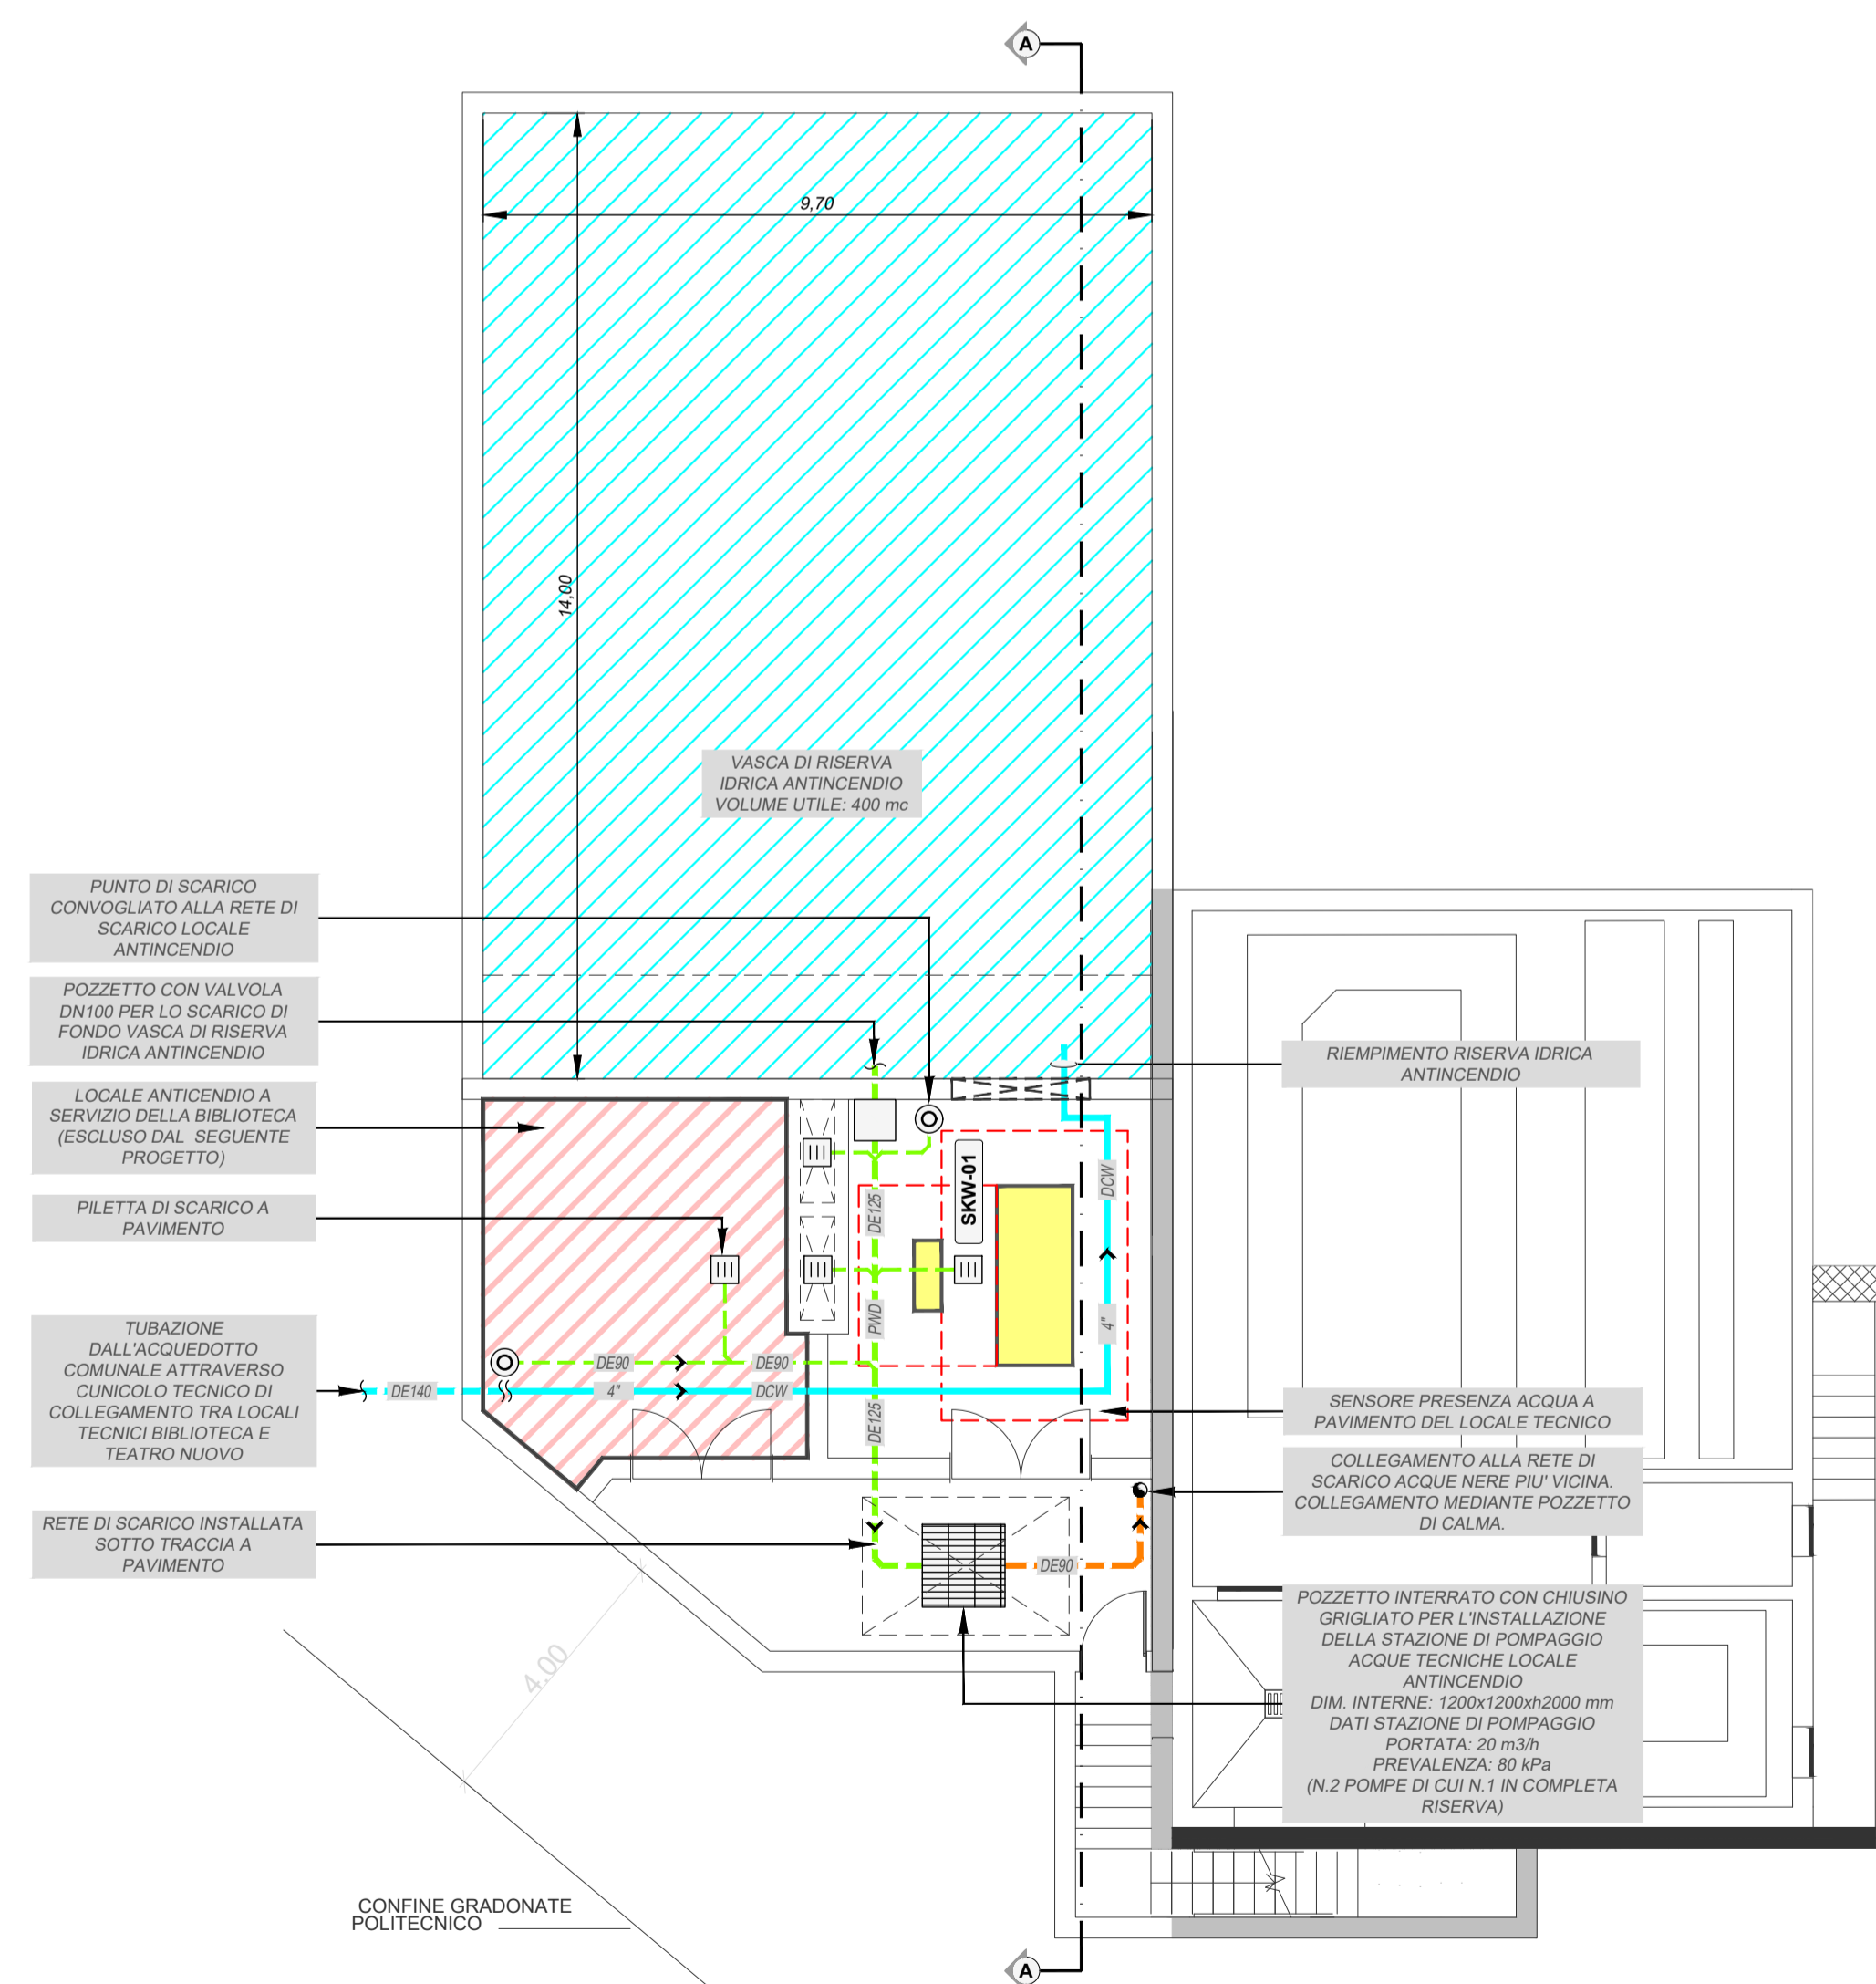 A
9,70
14,00
VASCA DI RISERVA
IDRICA ANTINCENDIO
VOLUME UTILE: 400 mc
PUNTO DI SCARICO
CONVOGLIATO ALLA RETE DI
SCARICO LOCALE
ANTINCENDIO
POZZETTO CON VALVOLA
DN100 PER LO SCARICO DI
FONDO VASCA DI RISERVA
IDRICA ANTINCENDIO
LOCALE ANTICENDIO A
SERVIZIO DELLA BIBLIOTECA
(ESCLUSO DAL SEGUENTE
PROGETTO)
PILETTA DI SCARICO A
PAVIMENTO
TUBAZIONE
DALL'ACQUEDOTTO
COMUNALE ATTRAVERSO
CUNICOLO TECNICO DI
COLLEGAMENTO TRA LOCALI
TECNICI BIBLIOTECA E
TEATRO NUOVO
RETE DI SCARICO INSTALLATA
SOTTO TRACCIA A
PAVIMENTO
RIEMPIMENTO RISERVA IDRICA
ANTINCENDIO
SKW-01
DCW
DE125
PWD
4"
DE90
DE90
DE140
4"
DCW
DE125
DE90
SENSORE PRESENZA ACQUA A
PAVIMENTO DEL LOCALE TECNICO
COLLEGAMENTO ALLA RETE DI
SCARICO ACQUE NERE PIU' VICINA.
COLLEGAMENTO MEDIANTE POZZETTO
DI CALMA.
POZZETTO INTERRATO CON CHIUSINO
GRIGLIATO PER L'INSTALLAZIONE
DELLA STAZIONE DI POMPAGGIO
ACQUE TECNICHE LOCALE
ANTINCENDIO
DIM. INTERNE: 1200x1200xh2000 mm
DATI STAZIONE DI POMPAGGIO
PORTATA: 20 m3/h
PREVALENZA: 80 kPa
(N.2 POMPE DI CUI N.1 IN COMPLETA
RISERVA)
4.00
CONFINE GRADONATE
POLITECNICO
A